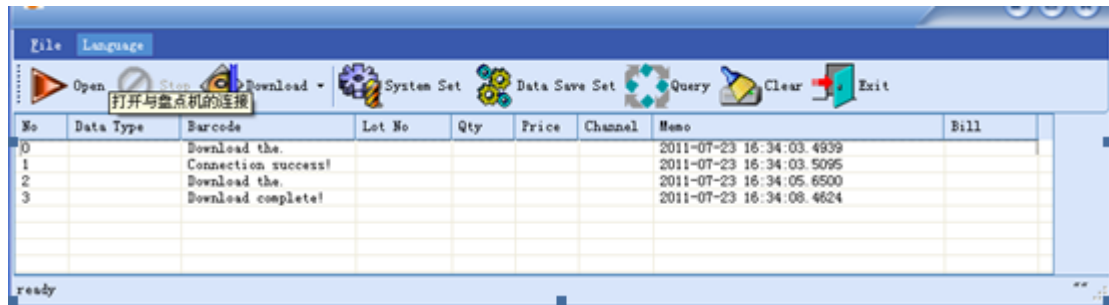 File Language
Open Stop Download System Set Data Save Set Query Clear Exit
打开与盘点机的连接
No Data Type Barcode Lot No Qty Price Channel Memo Bill
0 Download the. 2011-07-23 16:34:03.4939
1 Connection success! 2011-07-23 16:34:03.5095
2 Download the. 2011-07-23 16:34:05.6500
3 Download complete! 2011-07-23 16:34:08.4624
ready